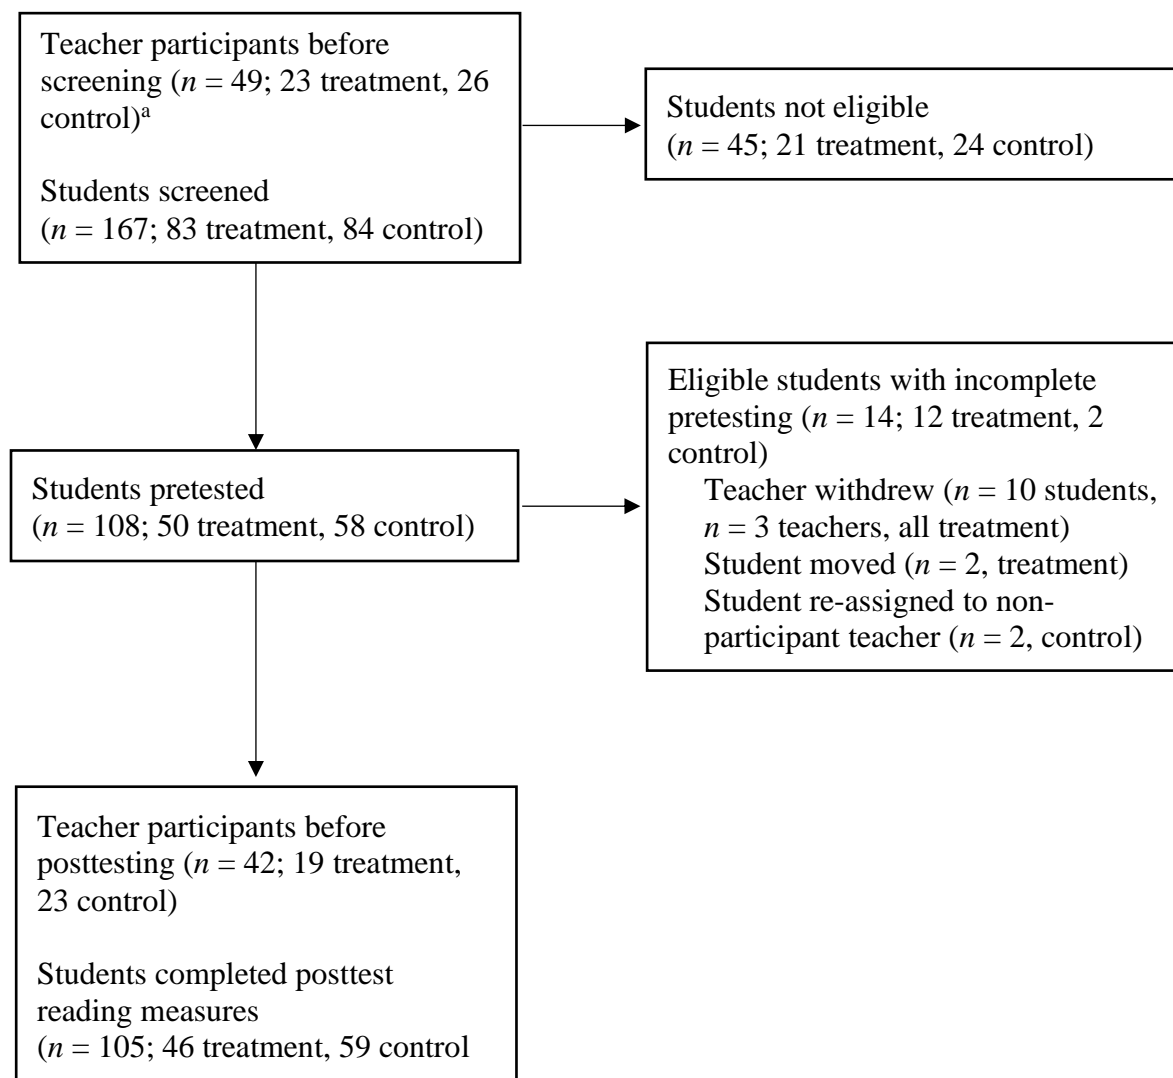 Teacher participants before
screening (n = 49; 23 treatment, 26
control)ᵃ
Students screened
(n = 167; 83 treatment, 84 control)
Students not eligible
(n = 45; 21 treatment, 24 control)
Eligible students with incomplete
pretesting (n = 14; 12 treatment, 2
control)
Teacher withdrew (n = 10 students,
n = 3 teachers, all treatment)
Student moved (n = 2, treatment)
Student re-assigned to non-
participant teacher (n = 2, control)
Students pretested
(n = 108; 50 treatment, 58 control)
Teacher participants before
posttesting (n = 42; 19 treatment,
23 control)
Students completed posttest
reading measures
(n = 105; 46 treatment, 59 control